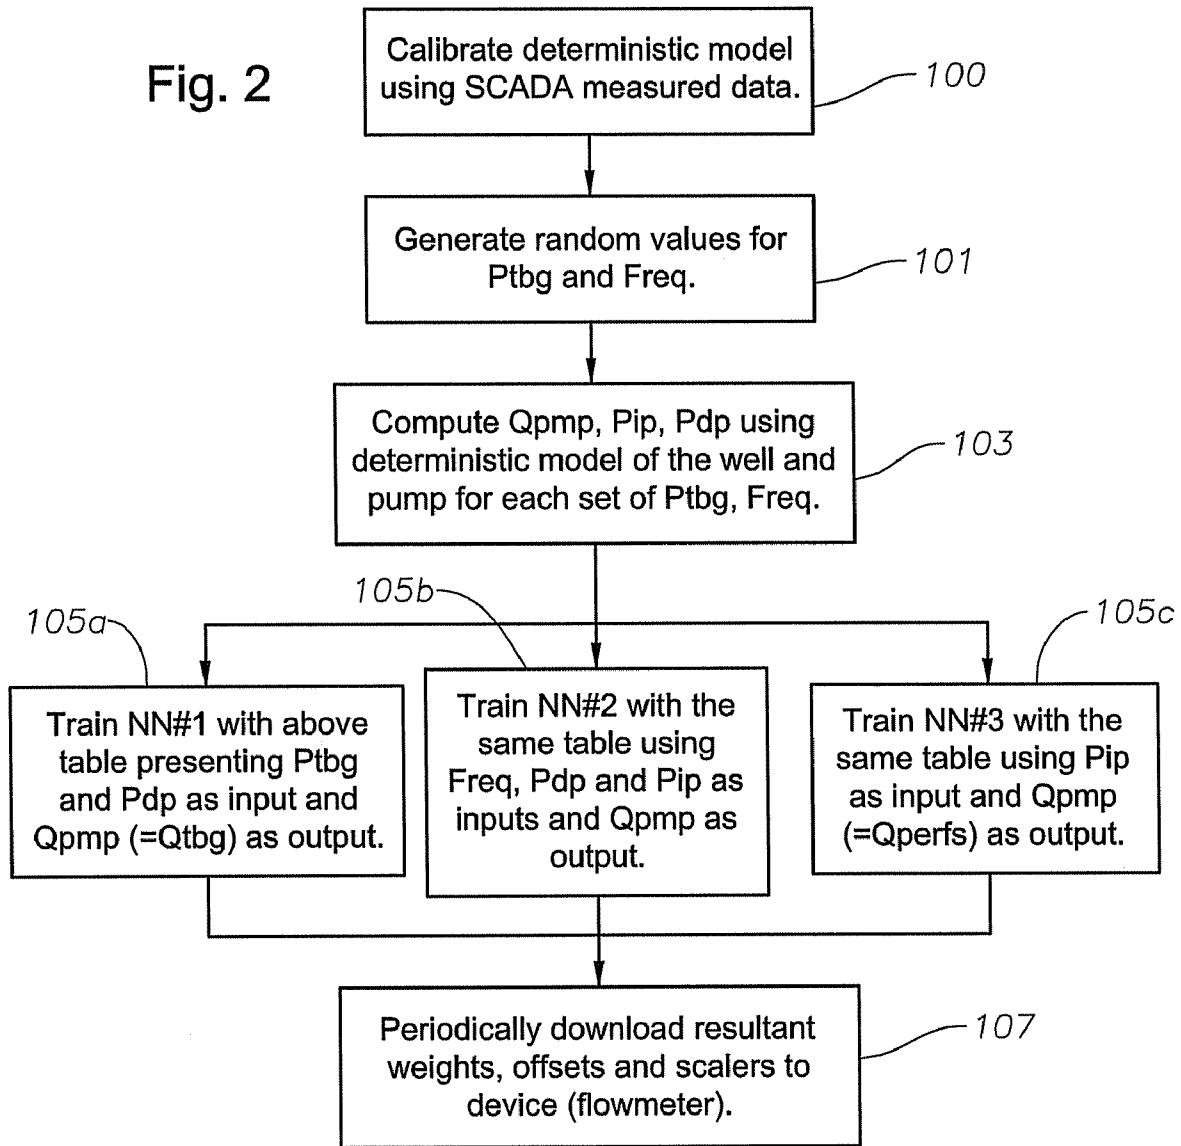 Fig. 2
Calibrate deterministic model
using SCADA measured data.
100
Generate random values for
Ptbg and Freq.
101
Compute Qpmp, Pip, Pdp using
deterministic model of the well and
pump for each set of Ptbg, Freq.
103
105a
105b
105c
Train NN#1 with above
table presenting Ptbg
and Pdp as input and
Qpmp (=Qtbg) as output.
Train NN#2 with the
same table using
Freq, Pdp and Pip as
inputs and Qpmp as
output.
Train NN#3 with the
same table using Pip
as input and Qpmp
(=Qperfs) as output.
Periodically download resultant
weights, offsets and scalers to
device (flowmeter).
107